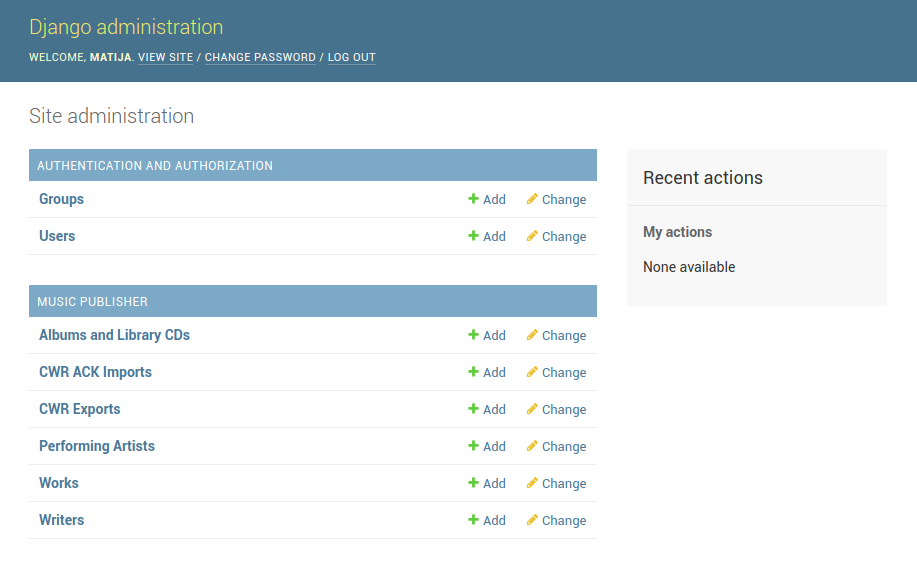 Django administration
WELCOME, MATIJA. VIEW SITE / CHANGE PASSWORD / LOG OUT
Site administration
AUTHENTICATION AND AUTHORIZATION
Groups Add Change
Users Add Change
MUSIC PUBLISHER
Albums and Library CDs Add Change
CWR ACK Imports Add Change
CWR Exports Add Change
Performing Artists Add Change
Works Add Change
Writers Add Change
Recent actions
My actions
None available